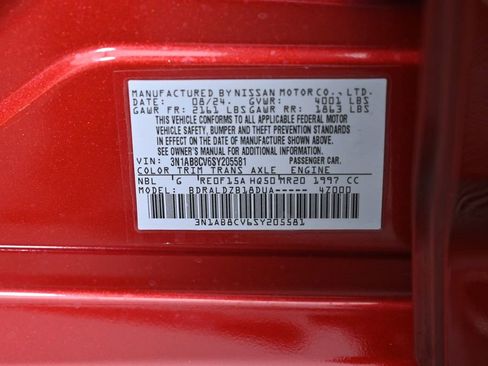 MANUFACTURED BY NISSAN MOTOR CO., LTD.
DATE: 08/24. GVWR: 4001 LBS
GAWR FR: 2161 LBS GAWR RR: 1863 LBS
THIS VEHICLE CONFORMS TO ALL APPLICABLE FEDERAL MOTOR
VEHICLE SAFETY, BUMPER AND THEFT PREVENTION STANDARDS
IN EFFECT ON THE DATE OF MANUFACTURE SHOWN ABOVE.
SEE OWNER'S MANUAL FOR ADDITIONAL INFORMATION.
VIN: 3N1AB8CV6SY205581 PASSENGER CAR.
COLOR TRIM TRANS AXLE ENGINE
NBL G RE0F15A HQ50 MR20 1997 CC
MODEL: BDRALDZB18DUA----- 4Z000
3N1AB8CV6SY205581